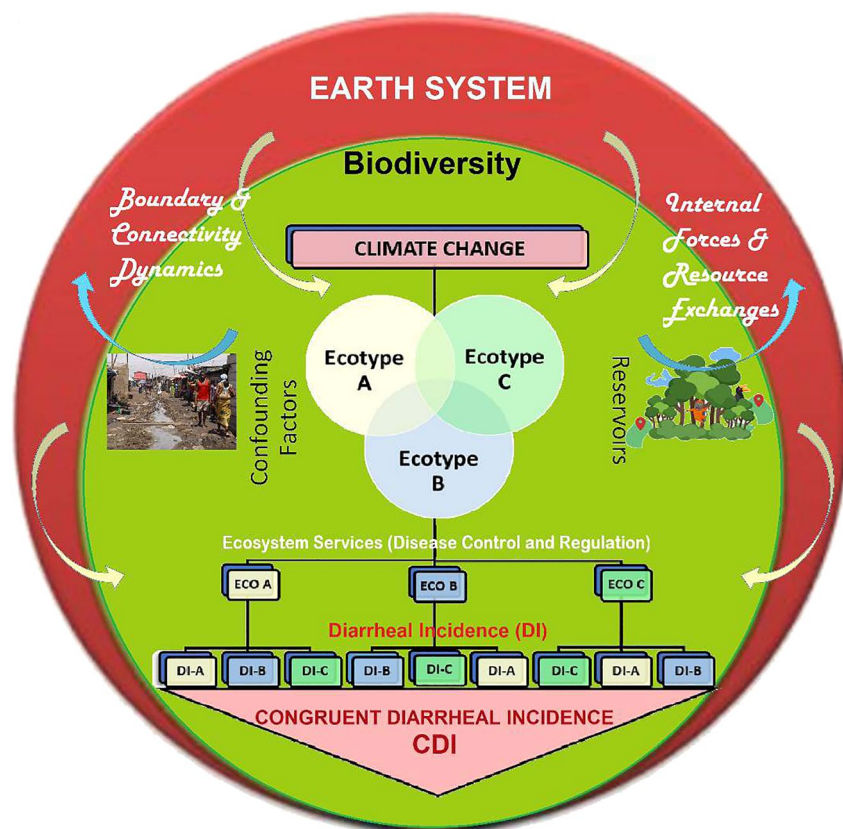 EARTH SYSTEM
Biodiversity
Boundary &
Connectivity
Dynamics
Internal
Forces &
Resource
Exchanges
CLIMATE CHANGE
Ecotype
A
Ecotype
C
Ecotype
B
Confounding
Factors
Reservoirs
Ecosystem Services (Disease Control and Regulation)
ECO A
ECO B
ECO C
Diarrheal Incidence (DI)
DI-A
DI-B
DI-C
DI-B
DI-C
DI-A
DI-C
DI-A
DI-B
CONGRUENT DIARRHEAL INCIDENCE
CDI